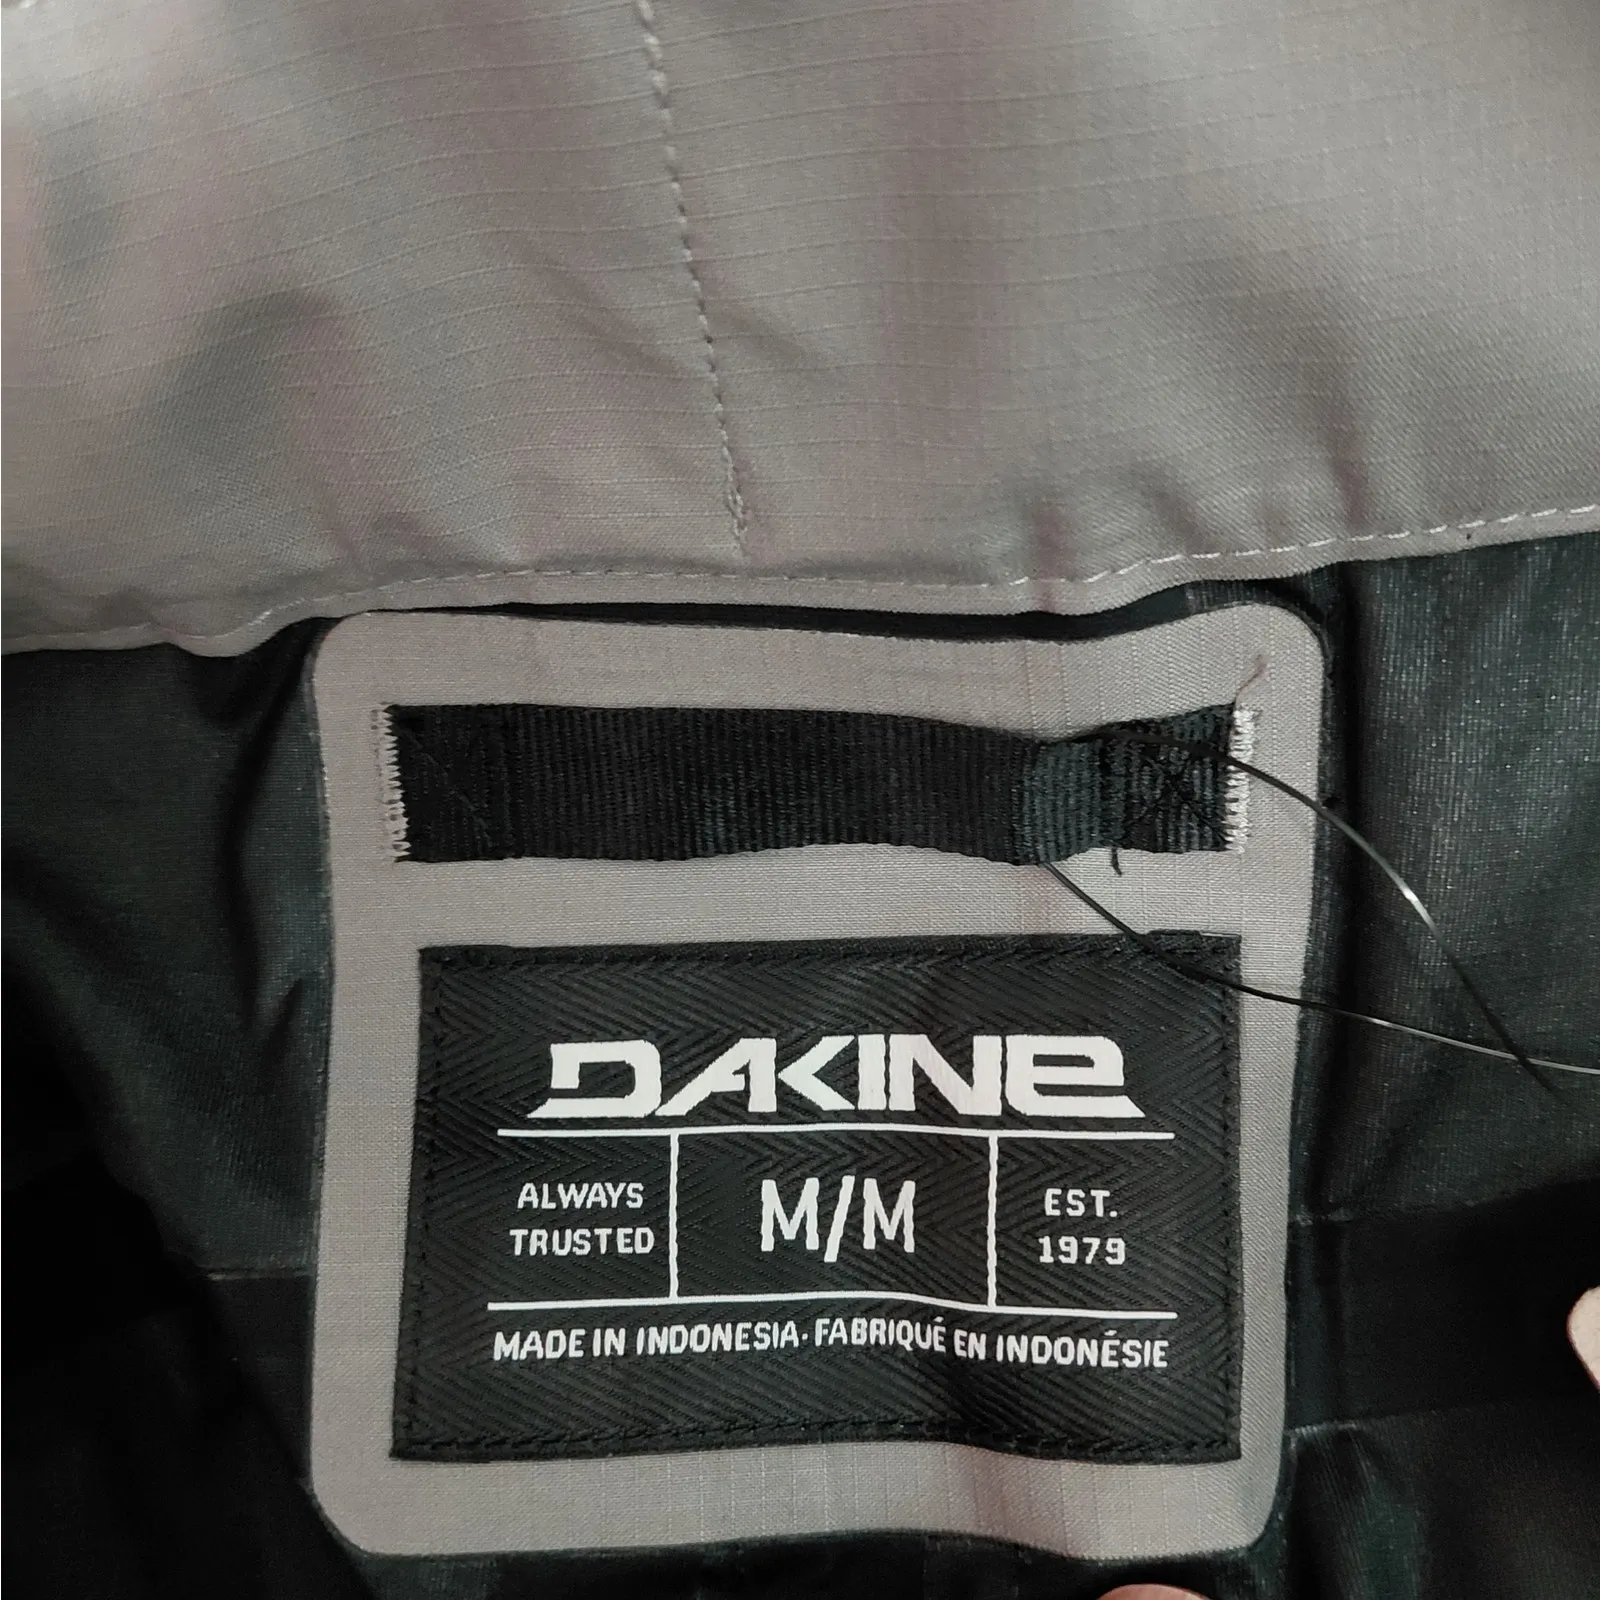 DAKINE
ALWAYS
TRUSTED
M/M
EST.
1979
MADE IN INDONESIA · FABRIQUÉ EN INDONÉSIE